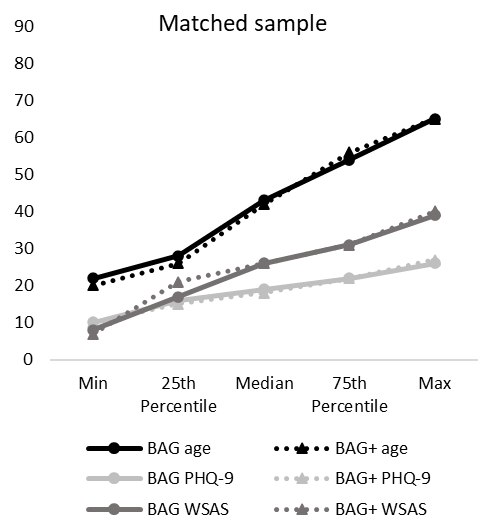 Matched sample
90
80
70
60
50
40
30
20
10
0
Min 25th Median 75th Max
Percentile Percentile
BAG age BAG+ age
BAG PHQ-9 BAG+ PHQ-9
BAG WSAS BAG+ WSAS